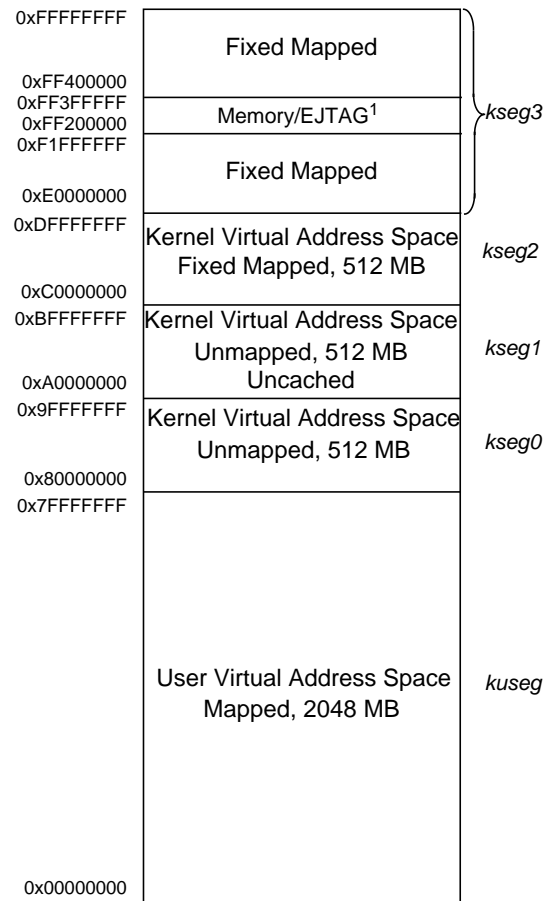 0xFFFFFFFF
Fixed Mapped
0xFF400000
0xFF3FFFFF
Memory/EJTAG1
kseg3
0xFF200000
0xF1FFFFFF
Fixed Mapped
0xE0000000
0xDFFFFFFF
Kernel Virtual Address Space
Fixed Mapped, 512 MB
kseg2
0xC0000000
0xBFFFFFFF
Kernel Virtual Address Space
Unmapped, 512 MB
Uncached
kseg1
0xA0000000
0x9FFFFFFF
Kernel Virtual Address Space
Unmapped, 512 MB
kseg0
0x80000000
0x7FFFFFFF
User Virtual Address Space
Mapped, 2048 MB
kuseg
0x00000000